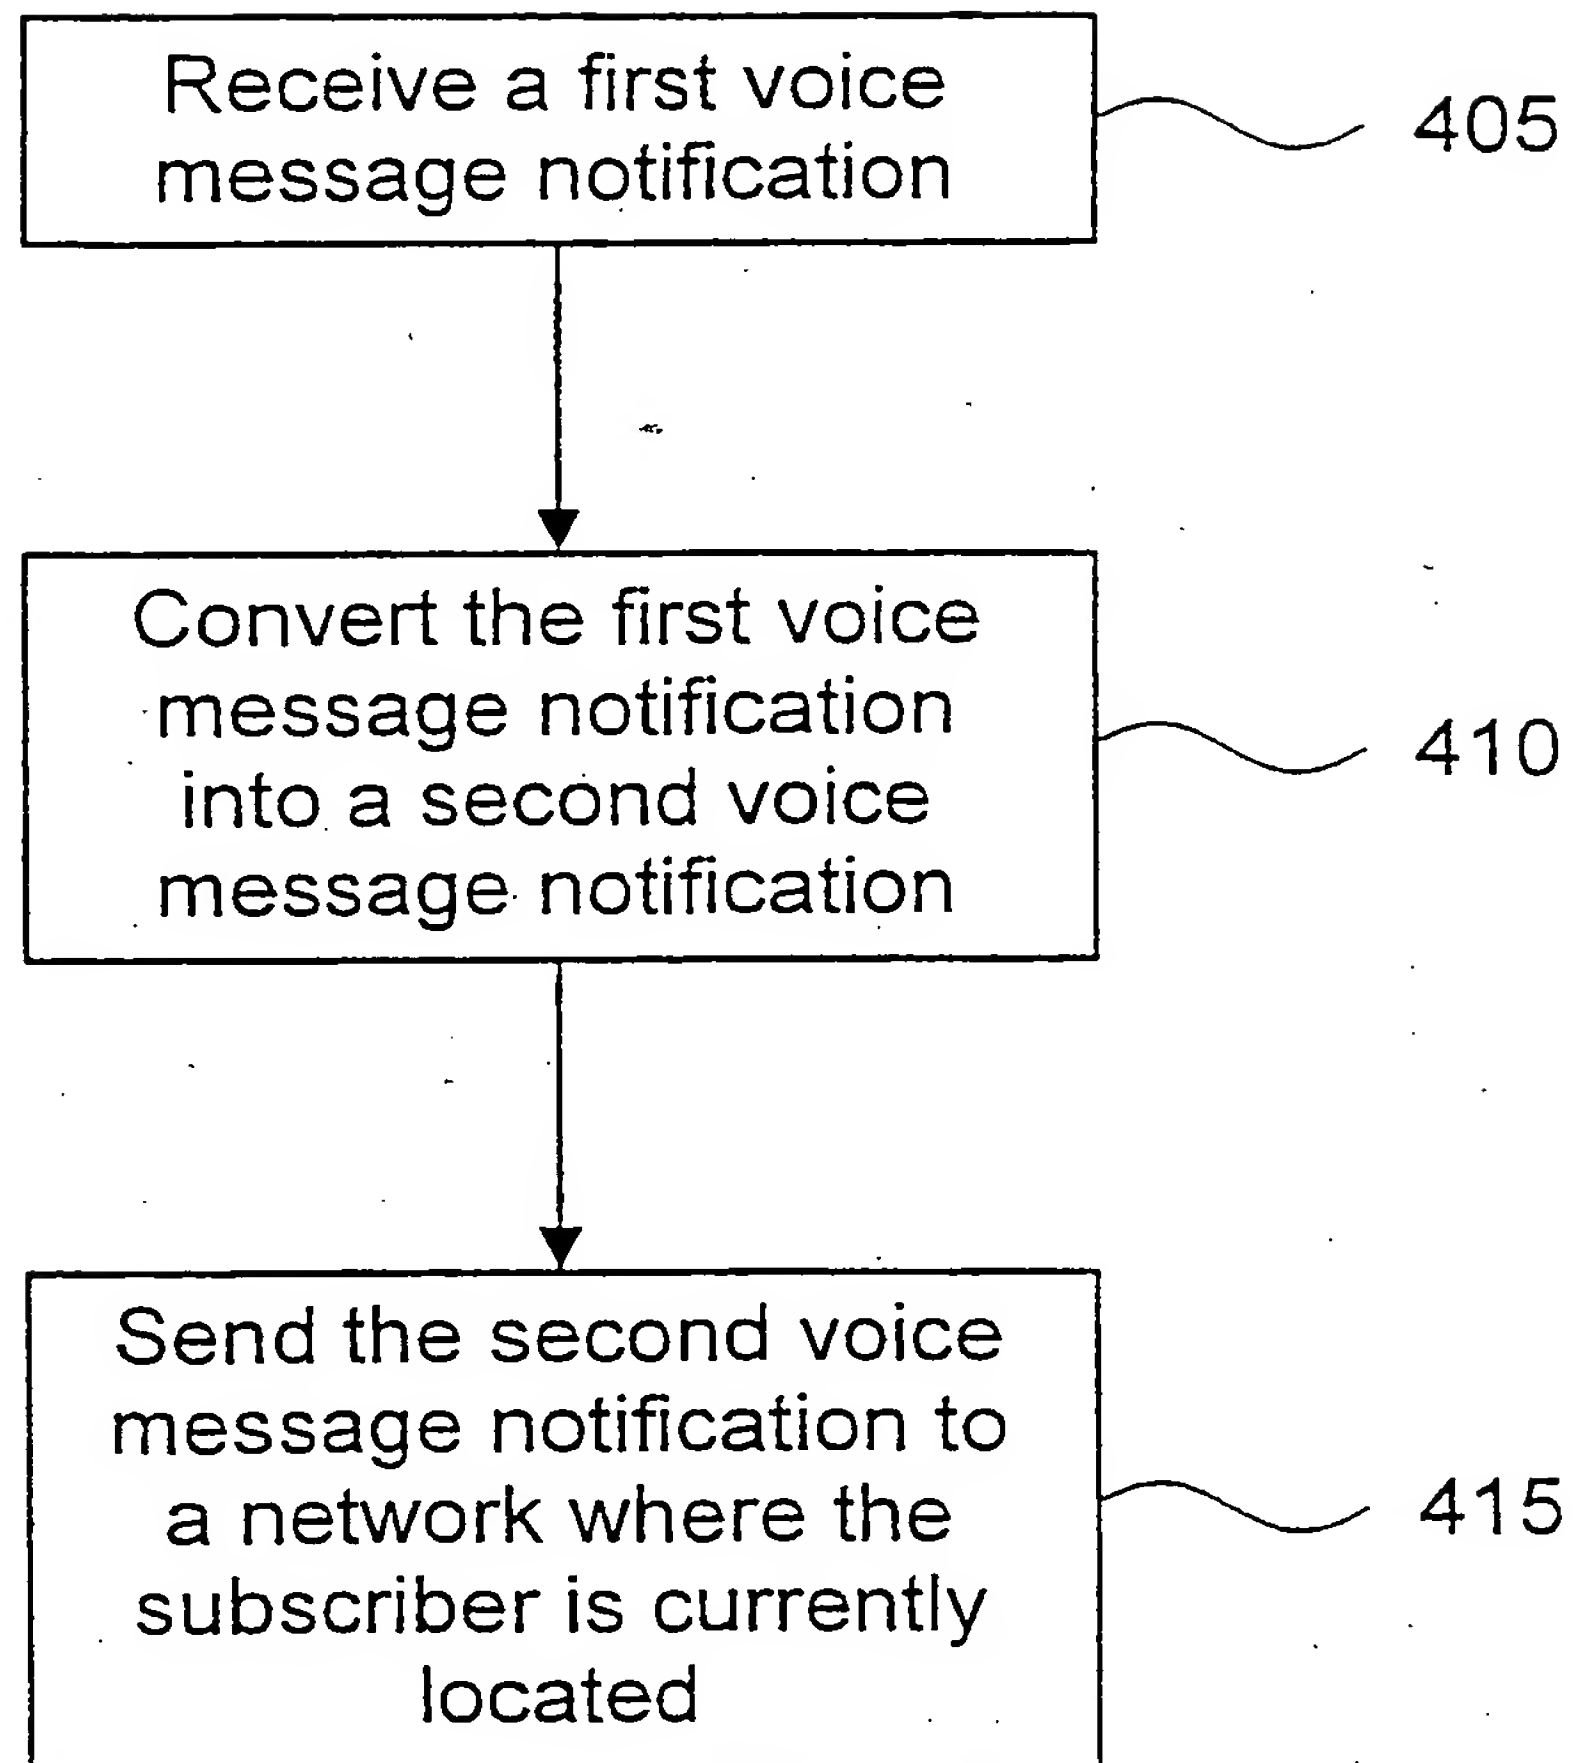 Receive a first voice
message notification
405
Convert the first voice
message notification
into a second voice
message notification
410
Send the second voice
message notification to
a network where the
subscriber is currently
located
415